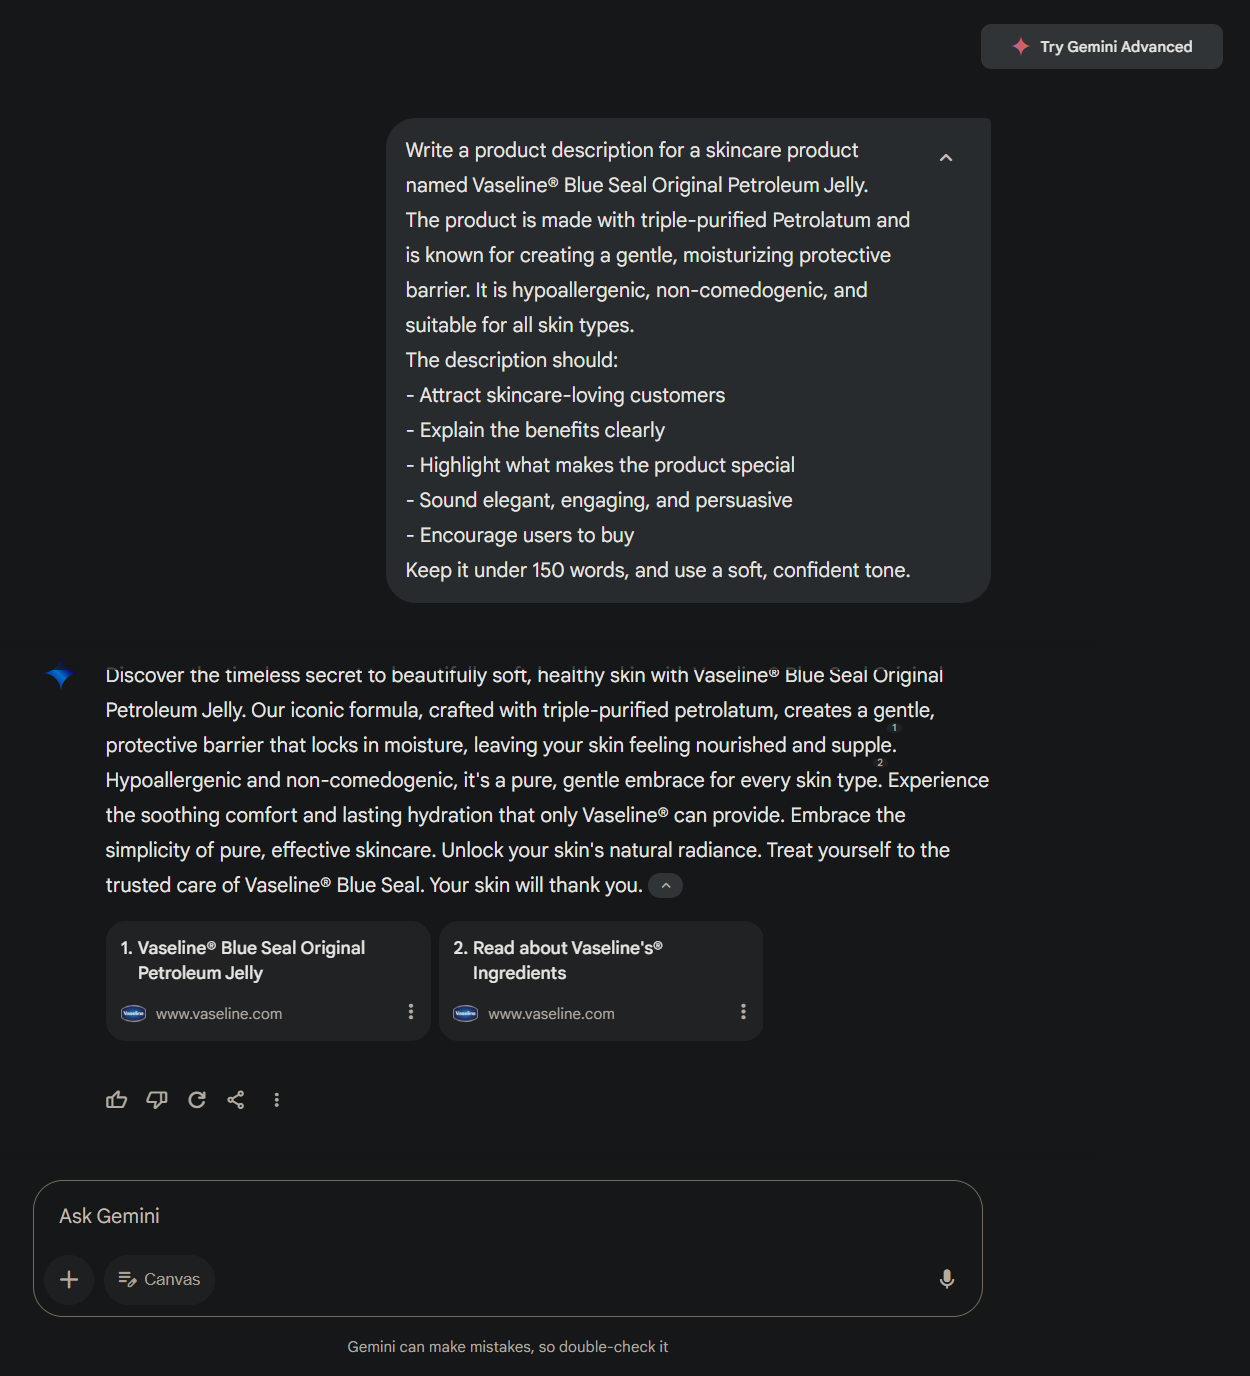 Try Gemini Advanced
Write a product description for a skincare product
named Vaseline® Blue Seal Original Petroleum Jelly.
The product is made with triple-purified Petrolatum and
is known for creating a gentle, moisturizing protective
barrier. It is hypoallergenic, non-comedogenic, and
suitable for all skin types.
The description should:
- Attract skincare-loving customers
- Explain the benefits clearly
- Highlight what makes the product special
- Sound elegant, engaging, and persuasive
- Encourage users to buy
Keep it under 150 words, and use a soft, confident tone.
Discover the timeless secret to beautifully soft, healthy skin with Vaseline® Blue Seal Original
Petroleum Jelly. Our iconic formula, crafted with triple-purified petrolatum, creates a gentle,
protective barrier that locks in moisture, leaving your skin feeling nourished and supple. 1
Hypoallergenic and non-comedogenic, it's a pure, gentle embrace for every skin type. 2 Experience
the soothing comfort and lasting hydration that only Vaseline® can provide. Embrace the
simplicity of pure, effective skincare. Unlock your skin's natural radiance. Treat yourself to the
trusted care of Vaseline® Blue Seal. Your skin will thank you.
1. Vaseline® Blue Seal Original
Petroleum Jelly
Vaseline www.vaseline.com
2. Read about Vaseline's®
Ingredients
Vaseline www.vaseline.com
Ask Gemini
Canvas
Gemini can make mistakes, so double-check it